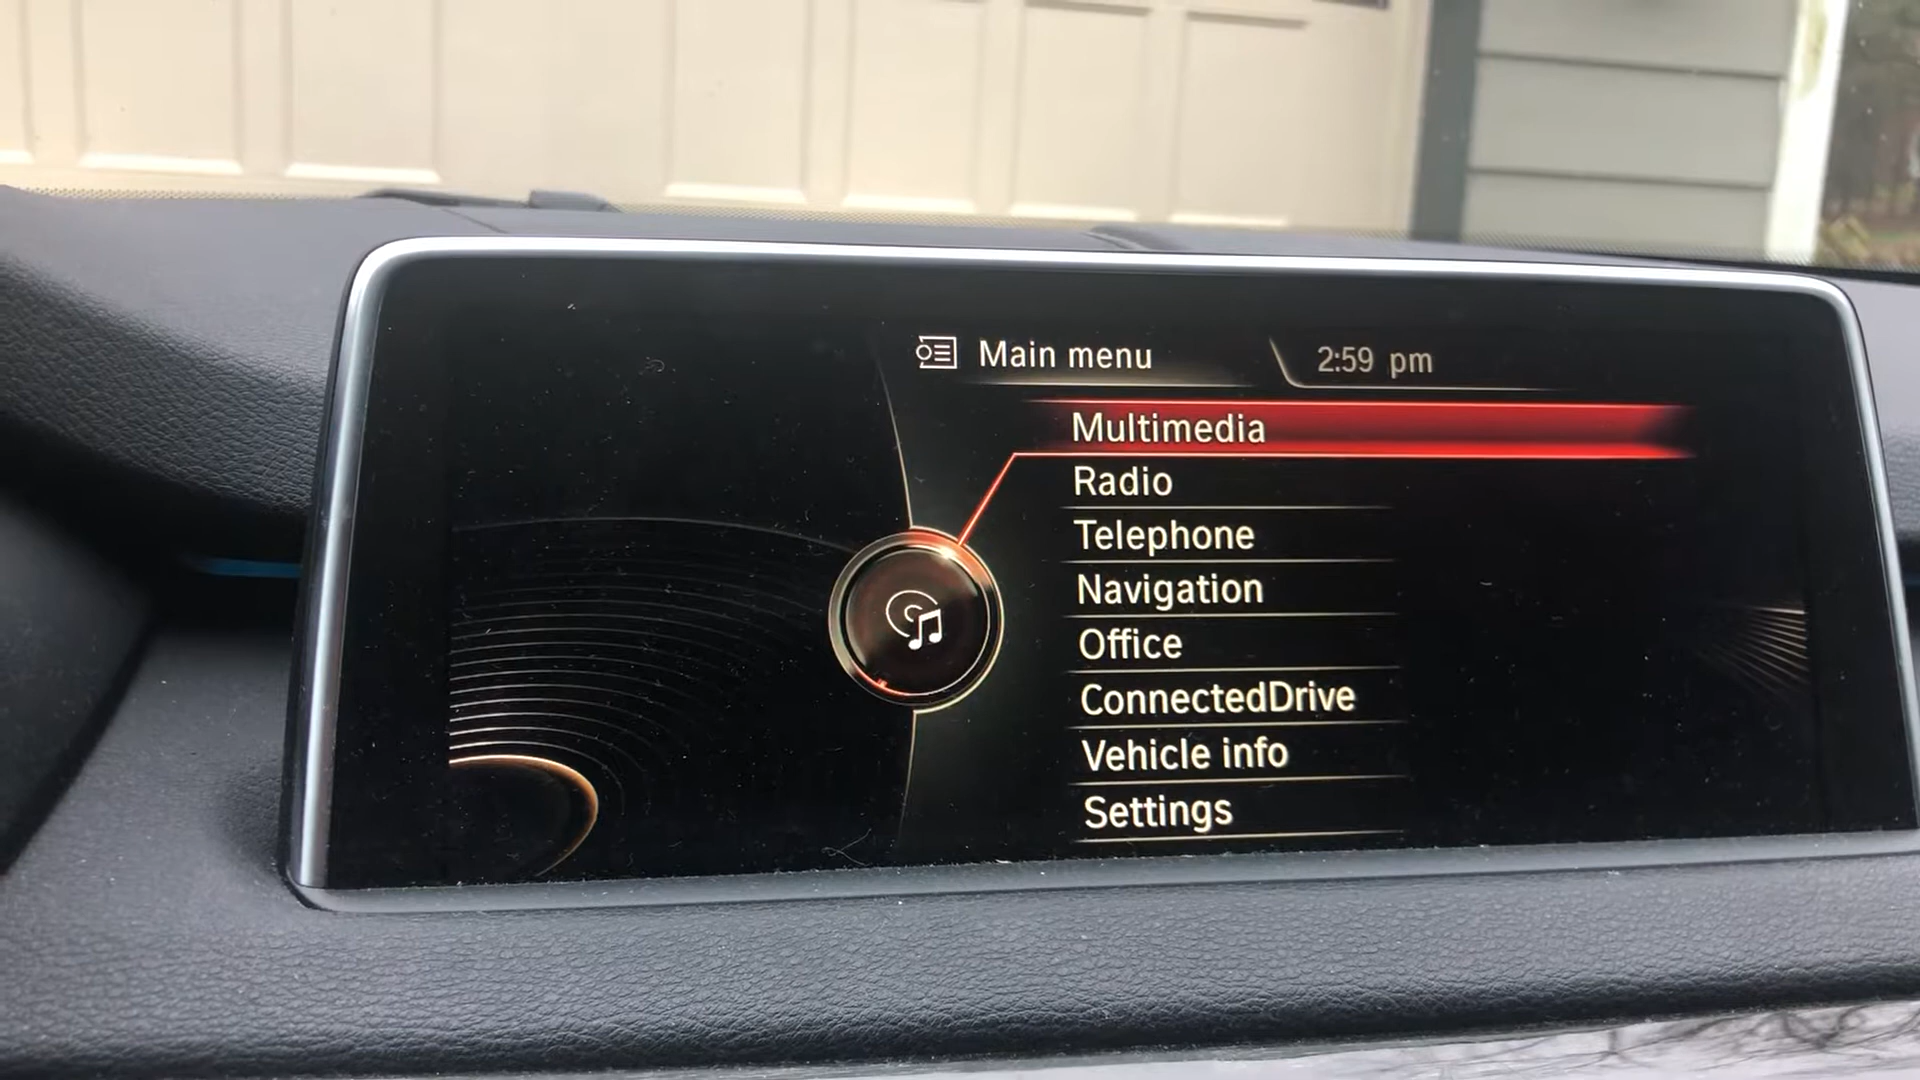 Main menu
2:59 pm
Multimedia
Radio
Telephone
Navigation
Office
ConnectedDrive
Vehicle info
Settings